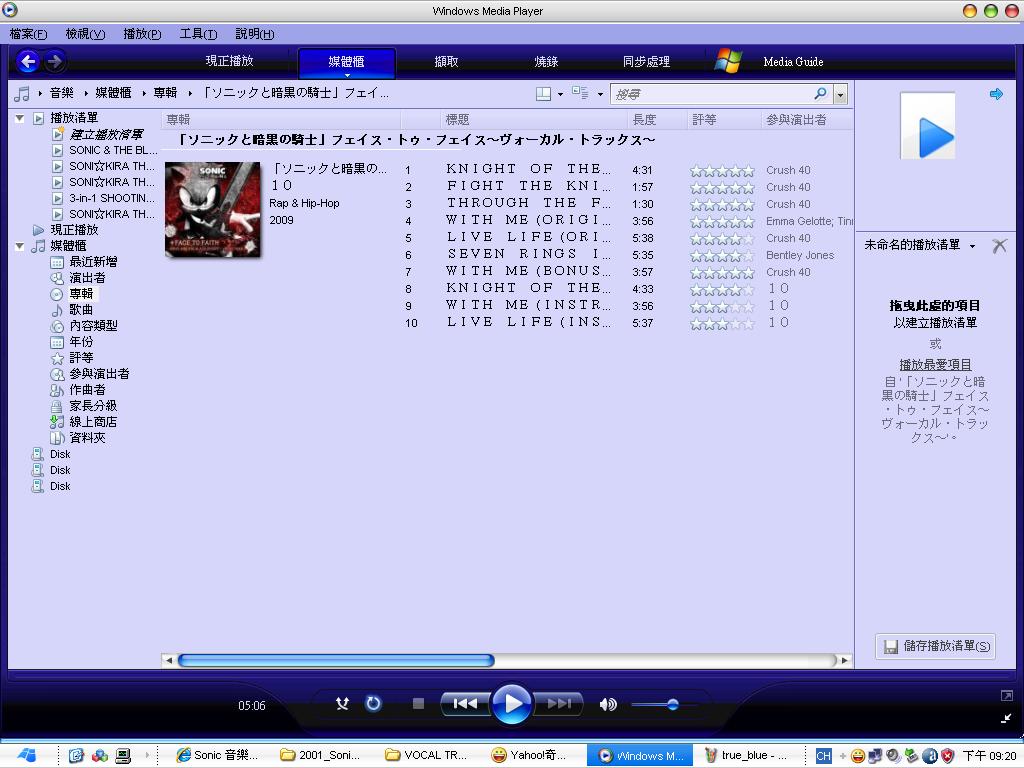 Windows Media Player
檔案(F) 檢視(V) 播放(P) 工具(T) 說明(H)
現正播放 媒體櫃 擷取 燒錄 同步處理 Media Guide
音樂 媒體櫃 專輯 「ソニックと暗黒の騎士」フェイ... 搜尋
播放清單
建立播放清單
SONIC & THE BL...
SONI☆KIRA TH...
SONI☆KIRA TH...
3-in-1 SHOOTIN...
SONI☆KIRA TH...
現正播放
媒體櫃
最近新增
演出者
專輯
歌曲
內容類型
年份
評等
參與演出者
作曲者
家長分級
線上商店
資料夾
Disk
Disk
Disk
專輯 標題 長度 評等 參與演出者
「ソニックと暗黒の騎士」フェイス・トゥ・フェイス～ヴォーカル・トラックス～
SONIC
FACE TO FAITH
「ソニックと暗黒の...
１０
Rap & Hip-Hop
2009
1 ＫＮＩＧＨＴ ＯＦ ＴＨＥ... 4:31 Crush 40
2 ＦＩＧＨＴ ＴＨＥ ＫＮＩ... 1:57 Crush 40
3 ＴＨＲＯＵＧＨ ＴＨＥ Ｆ... 1:30 Crush 40
4 ＷＩＴＨ ＭＥ（ＯＲＩＧＩ... 3:56 Emma Gelotte; Tinn
5 ＬＩＶＥ ＬＩＦＥ（ＯＲＩ... 5:38 Crush 40
6 ＳＥＶＥＮ ＲＩＮＧＳ Ｉ... 5:35 Bentley Jones
7 ＷＩＴＨ ＭＥ（ＢＯＮＵＳ... 3:57 Crush 40
8 ＫＮＩＧＨＴ ＯＦ ＴＨＥ... 4:33 １０
9 ＷＩＴＨ ＭＥ（ＩＮＳＴＲ... 3:56 １０
10 ＬＩＶＥ ＬＩＦＥ（ＩＮＳ... 5:37 １０
未命名的播放清單
拖曳此處的項目
以建立播放清單
或
播放最愛項目
自「ソニックと暗
黒の騎士」フェイス
・トゥ・フェイス～
ヴォーカル・トラッ
クス～'。
儲存播放清單(S)
05:06
Sonic 音樂... 2001_Soni... VOCAL TR... Yahoo!奇... Windows M... true_blue - ... CH 下午 09:20